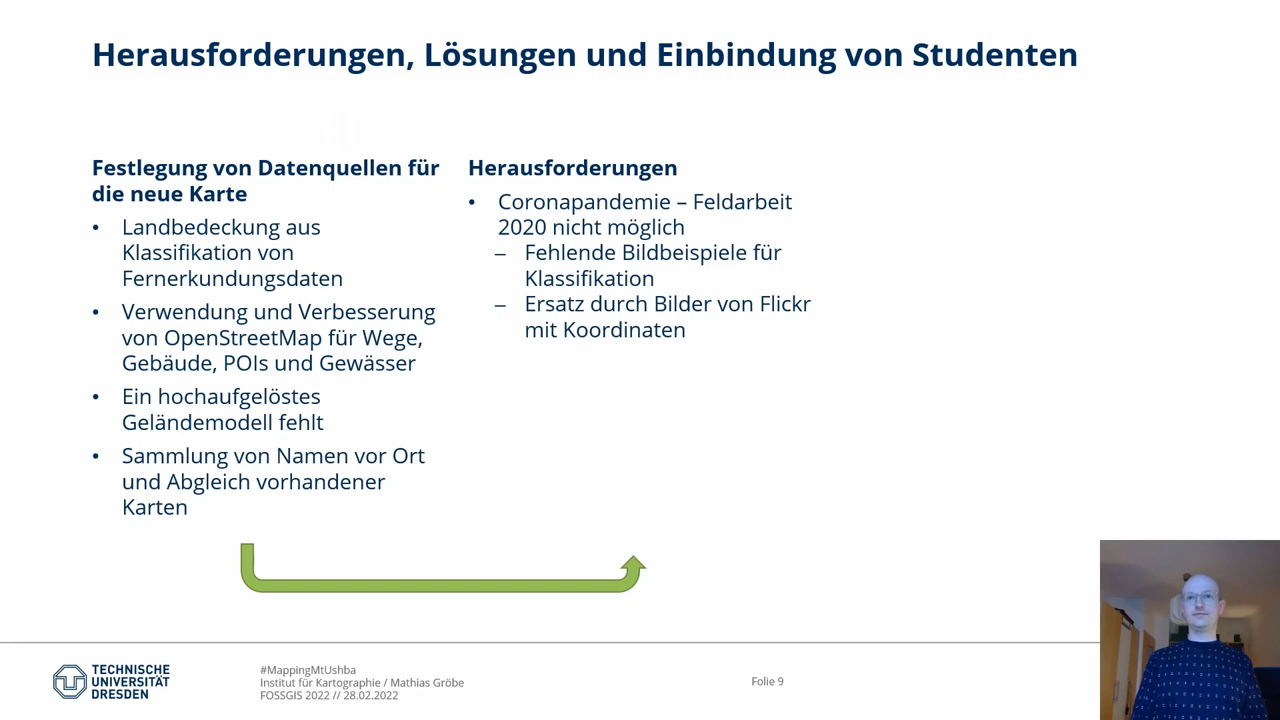 Herausforderungen, Lösungen und Einbindung von Studenten
Festlegung von Datenquellen für
die neue Karte
• Landbedeckung aus
Klassifikation von
Fernerkundungsdaten
• Verwendung und Verbesserung
von OpenStreetMap für Wege,
Gebäude, POIs und Gewässer
• Ein hochaufgelöstes
Geländemodell fehlt
• Sammlung von Namen vor Ort
und Abgleich vorhandener
Karten
Herausforderungen
• Coronapandemie – Feldarbeit
2020 nicht möglich
– Fehlende Bildbeispiele für
Klassifikation
– Ersatz durch Bilder von Flickr
mit Koordinaten
TECHNISCHE
UNIVERSITÄT
DRESDEN
#MappingMtUshba
Institut für Kartographie / Mathias Gröbe
FOSSGIS 2022 // 28.02.2022
Folie 9